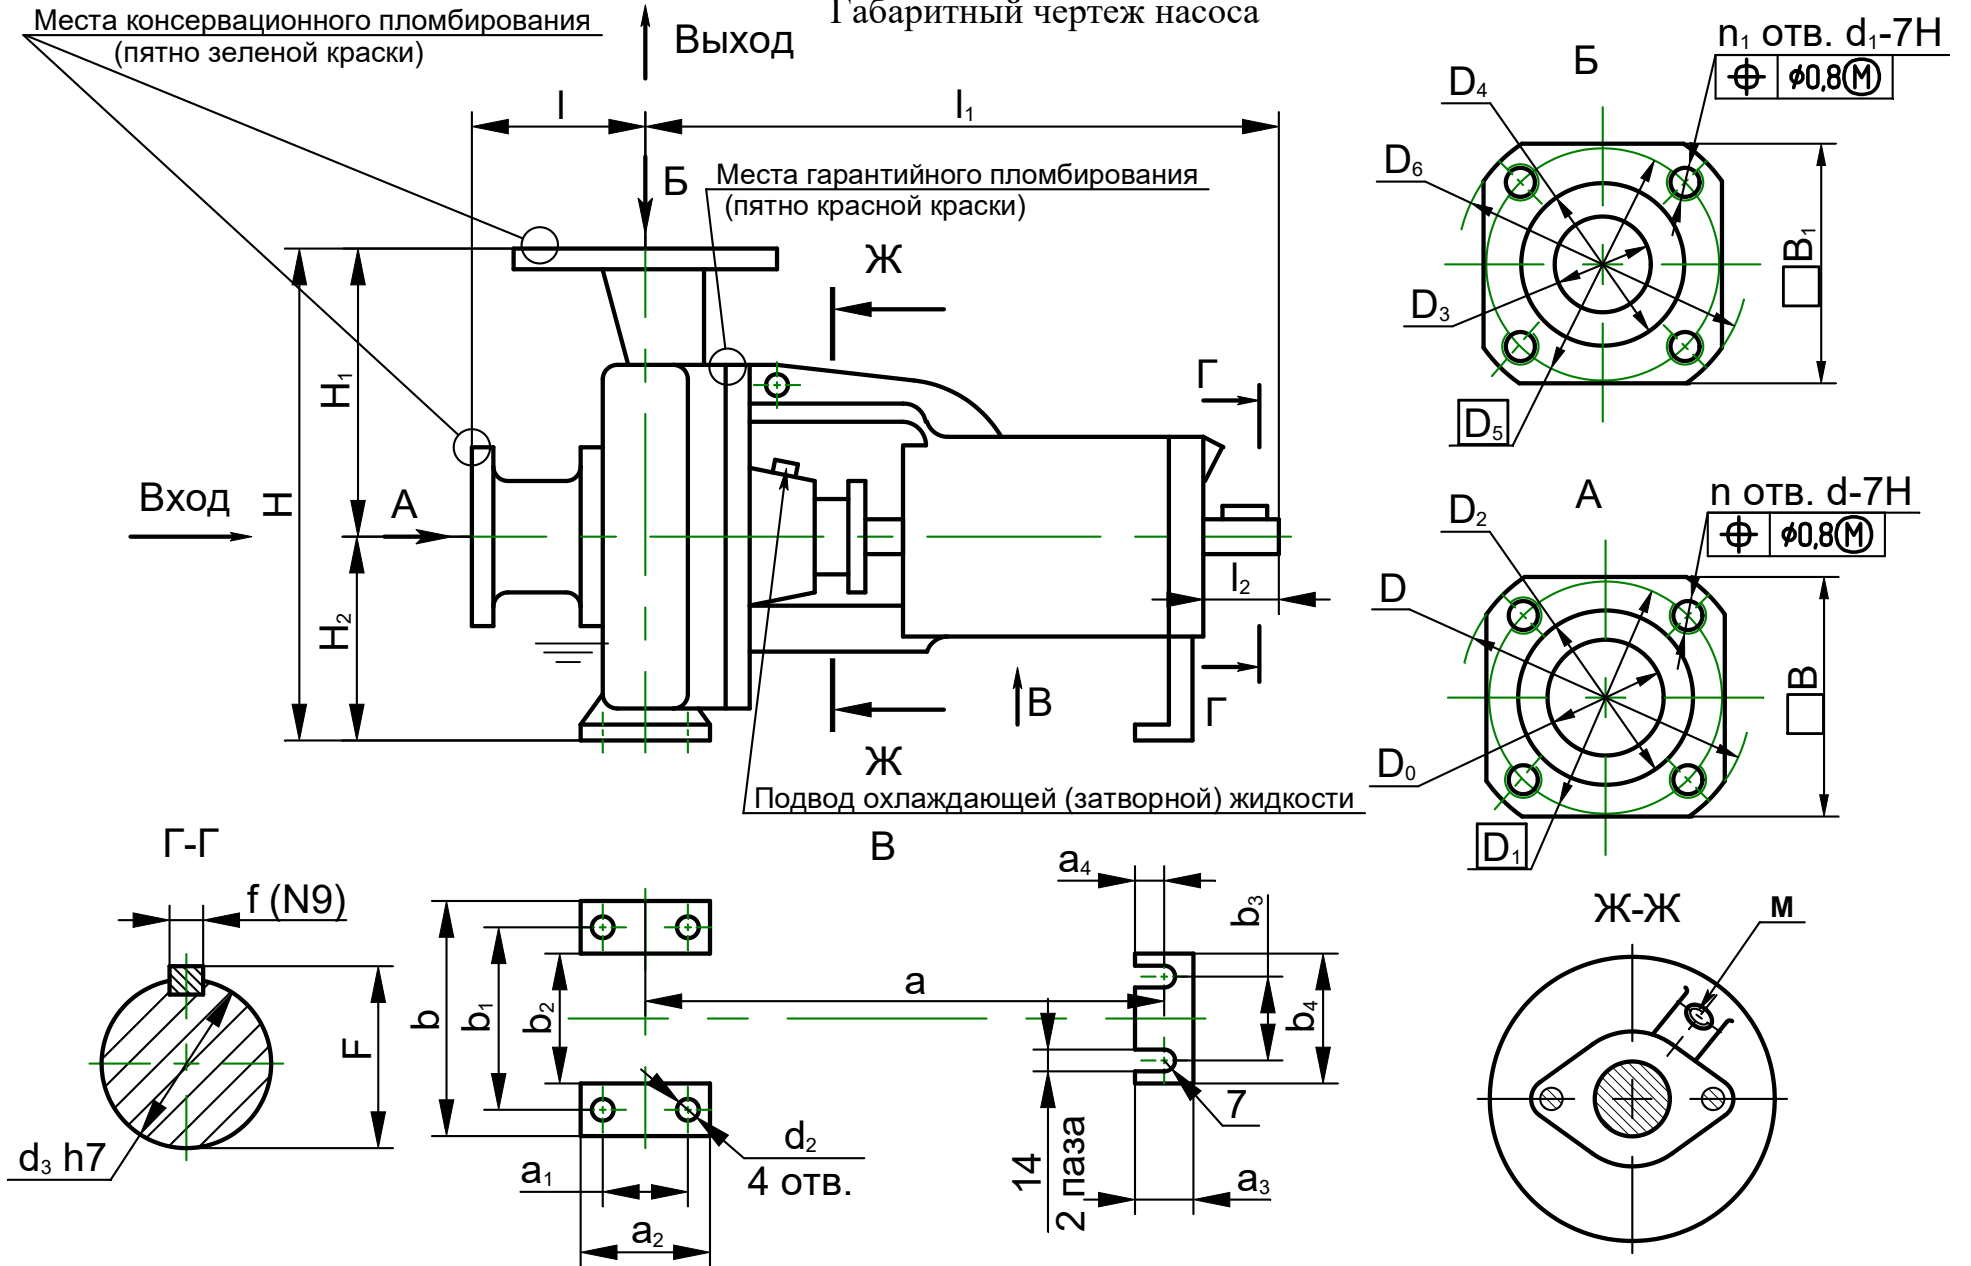 Габаритный чертеж насоса
Места консервационного пломбирования
(пятно зеленой краски)
Выход
l
l₁
Б
Места гарантийного пломбирования
(пятно красной краски)
Ж
Г
H
H₁
H₂
Вход
А
l₂
В
Г
Ж
Подвод охлаждающей (затворной) жидкости
Б
n₁ отв. d₁-7H
⌖ ⌀0,8Ⓜ
D₄
D₆
D₃
D₅
□B₁
А
n отв. d-7H
⌖ ⌀0,8Ⓜ
D₂
D
D₀
D₁
□B
Г-Г
f (N9)
F
d₃ h7
В
b
b₁
b₂
a
a₄
b₃
b₄
a₁
a₂
d₂
4 отв.
14
2 паза
7
a₃
Ж-Ж
м